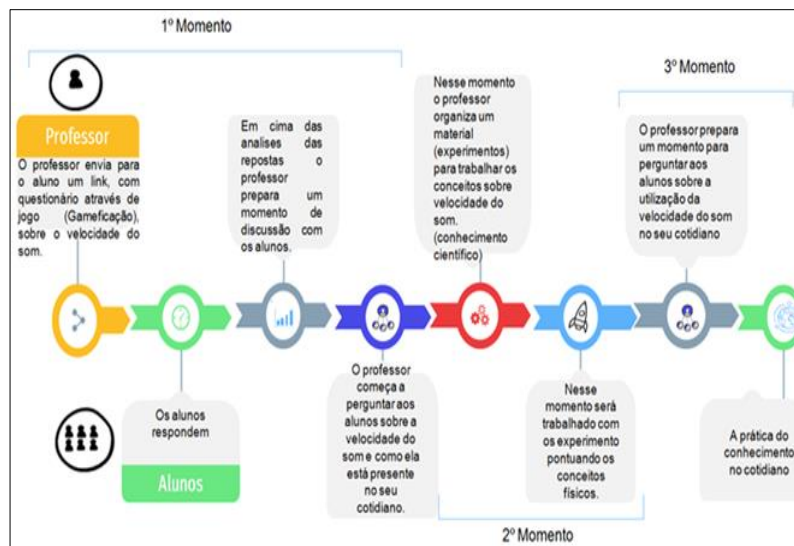 1º Momento
Professor
O professor envia para
o aluno um link, com
questionário através de
jogo (Gameficação),
sobre o velocidade do
som.
Os alunos
respondem
Alunos
Em cima das
analises das
repostas o
professor
prepara um
momento de
discussão com
os alunos.
O professor
começa a
perguntar aos
alunos sobre a
velocidade do
som e como ela
está presente
no seu
cotidiano.
Nesse momento
o professor
organiza um
material
(experimentos)
para trabalhar os
conceitos sobre
velocidade do
som.
(conhecimento
científico)
Nesse
momento será
trabalhado com
os experimento
pontuando os
conceitos
físicos.
2º Momento
3º Momento
O professor prepara
um momento para
perguntar aos
alunos sobre a
utilização da
velocidade do som
no seu cotidiano
A prática do
conhecimento
no cotidiano